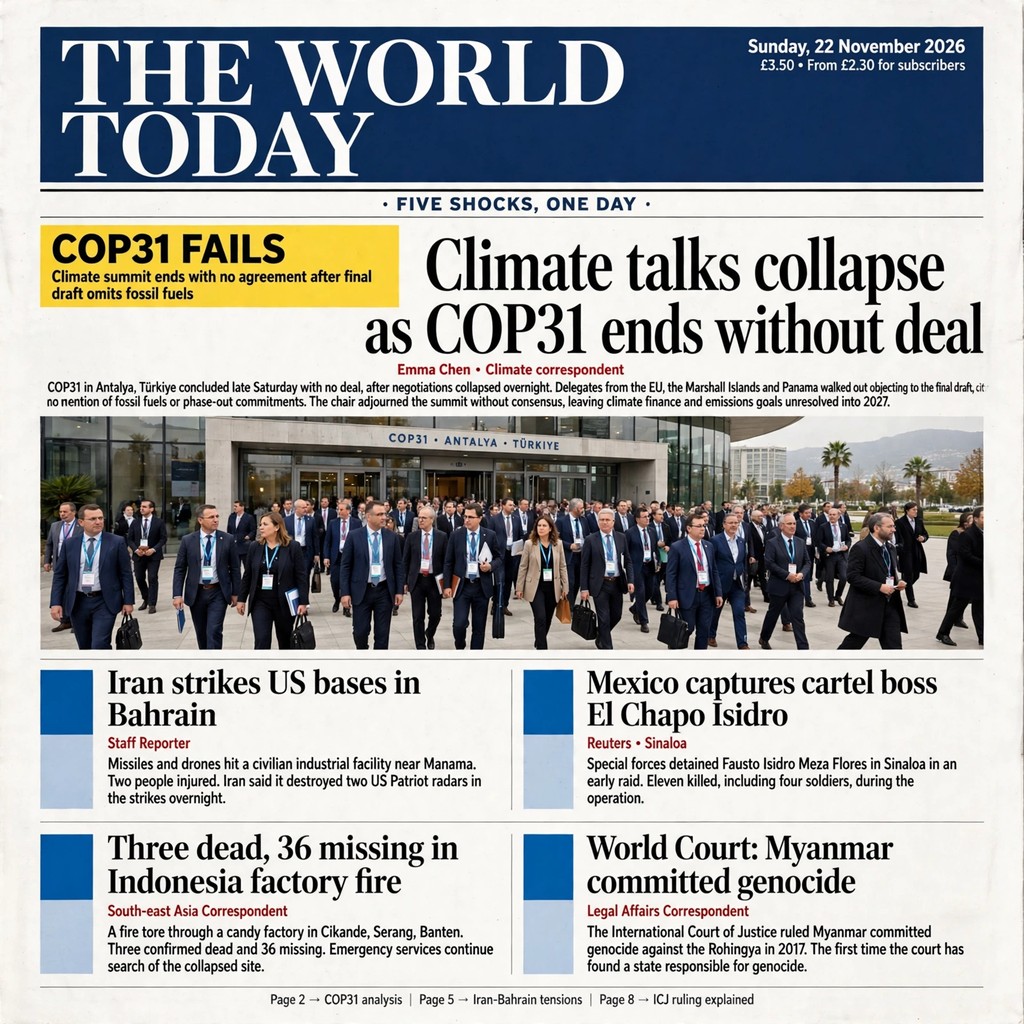 THE WORLD
TODAY
Sunday, 22 November 2026
£3.50 • From £2.30 for subscribers
· FIVE SHOCKS, ONE DAY ·
COP31 FAILS
Climate summit ends with no agreement after final
draft omits fossil fuels
Climate talks collapse
as COP31 ends without deal
Emma Chen • Climate correspondent
COP31 in Antalya, Türkiye concluded late Saturday with no deal, after negotiations collapsed overnight. Delegates from the EU, the Marshall Islands and Panama walked out objecting to the final draft,
no mention of fossil fuels or phase-out commitments. The chair adjourned the summit without consensus, leaving climate finance and emissions goals unresolved into 2027.
COP31 • ANTALYA • TÜRKİYE
Iran strikes US bases in
Bahrain
Staff Reporter
Missiles and drones hit a civilian industrial facility near Manama.
Two people injured. Iran said it destroyed two US Patriot radars in
the strikes overnight.
Mexico captures cartel boss
El Chapo Isidro
Reuters • Sinaloa
Special forces detained Fausto Isidro Meza Flores in Sinaloa in an
early raid. Eleven killed, including four soldiers, during the
operation.
Three dead, 36 missing in
Indonesia factory fire
South-east Asia Correspondent
A fire tore through a candy factory in Cikande, Serang, Banten.
Three confirmed dead and 36 missing. Emergency services continue
search of the collapsed site.
World Court: Myanmar
committed genocide
Legal Affairs Correspondent
The International Court of Justice ruled Myanmar committed
genocide against the Rohingya in 2017. The first time the court has
found a state responsible for genocide.
Page 2 → COP31 analysis | Page 5 → Iran-Bahrain tensions | Page 8 → ICJ ruling explained